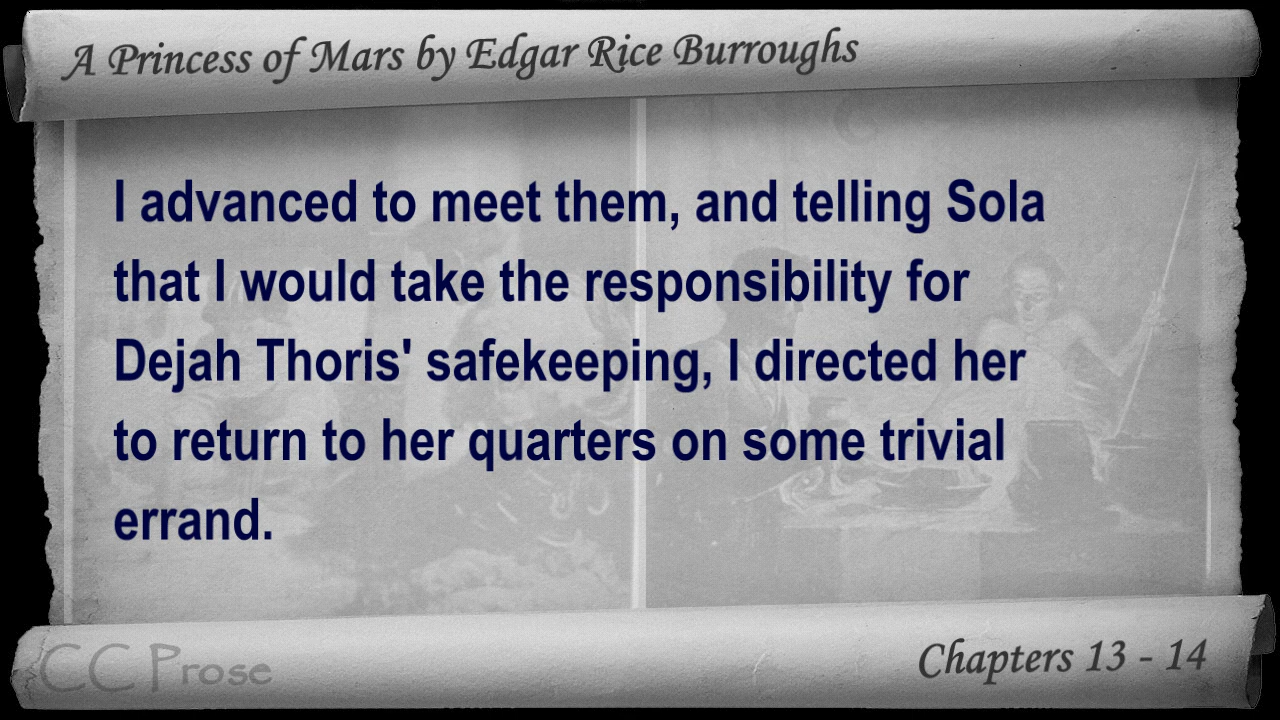 A Princess of Mars by Edgar Rice Burroughs
I advanced to meet them, and telling Sola
that I would take the responsibility for
Dejah Thoris' safekeeping, I directed her
to return to her quarters on some trivial
errand.
CC Prose
Chapters 13 - 14